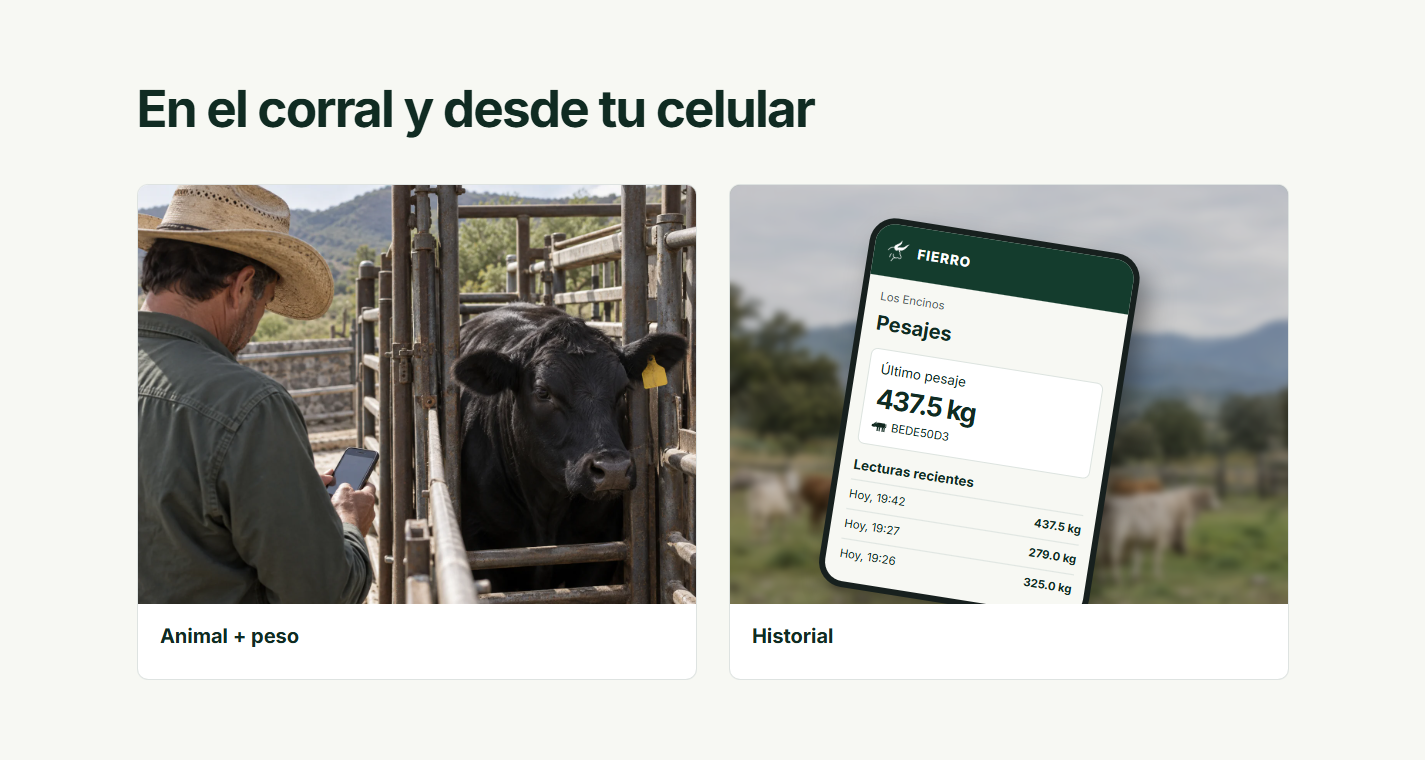 En el corral y desde tu celular
FIERRO
Los Encinos
Pesajes
Último pesaje
437.5 kg
BEDE50D3
Lecturas recientes
Hoy, 19:42 437.5 kg
Hoy, 19:27 279.0 kg
Hoy, 19:26 325.0 kg
Animal + peso
Historial